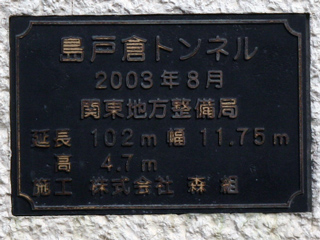 島戸倉トンネル
2003年8月
関東地方整備局
延長 102m 幅 11.75m
高 4.7m
施工 株式会社 森組